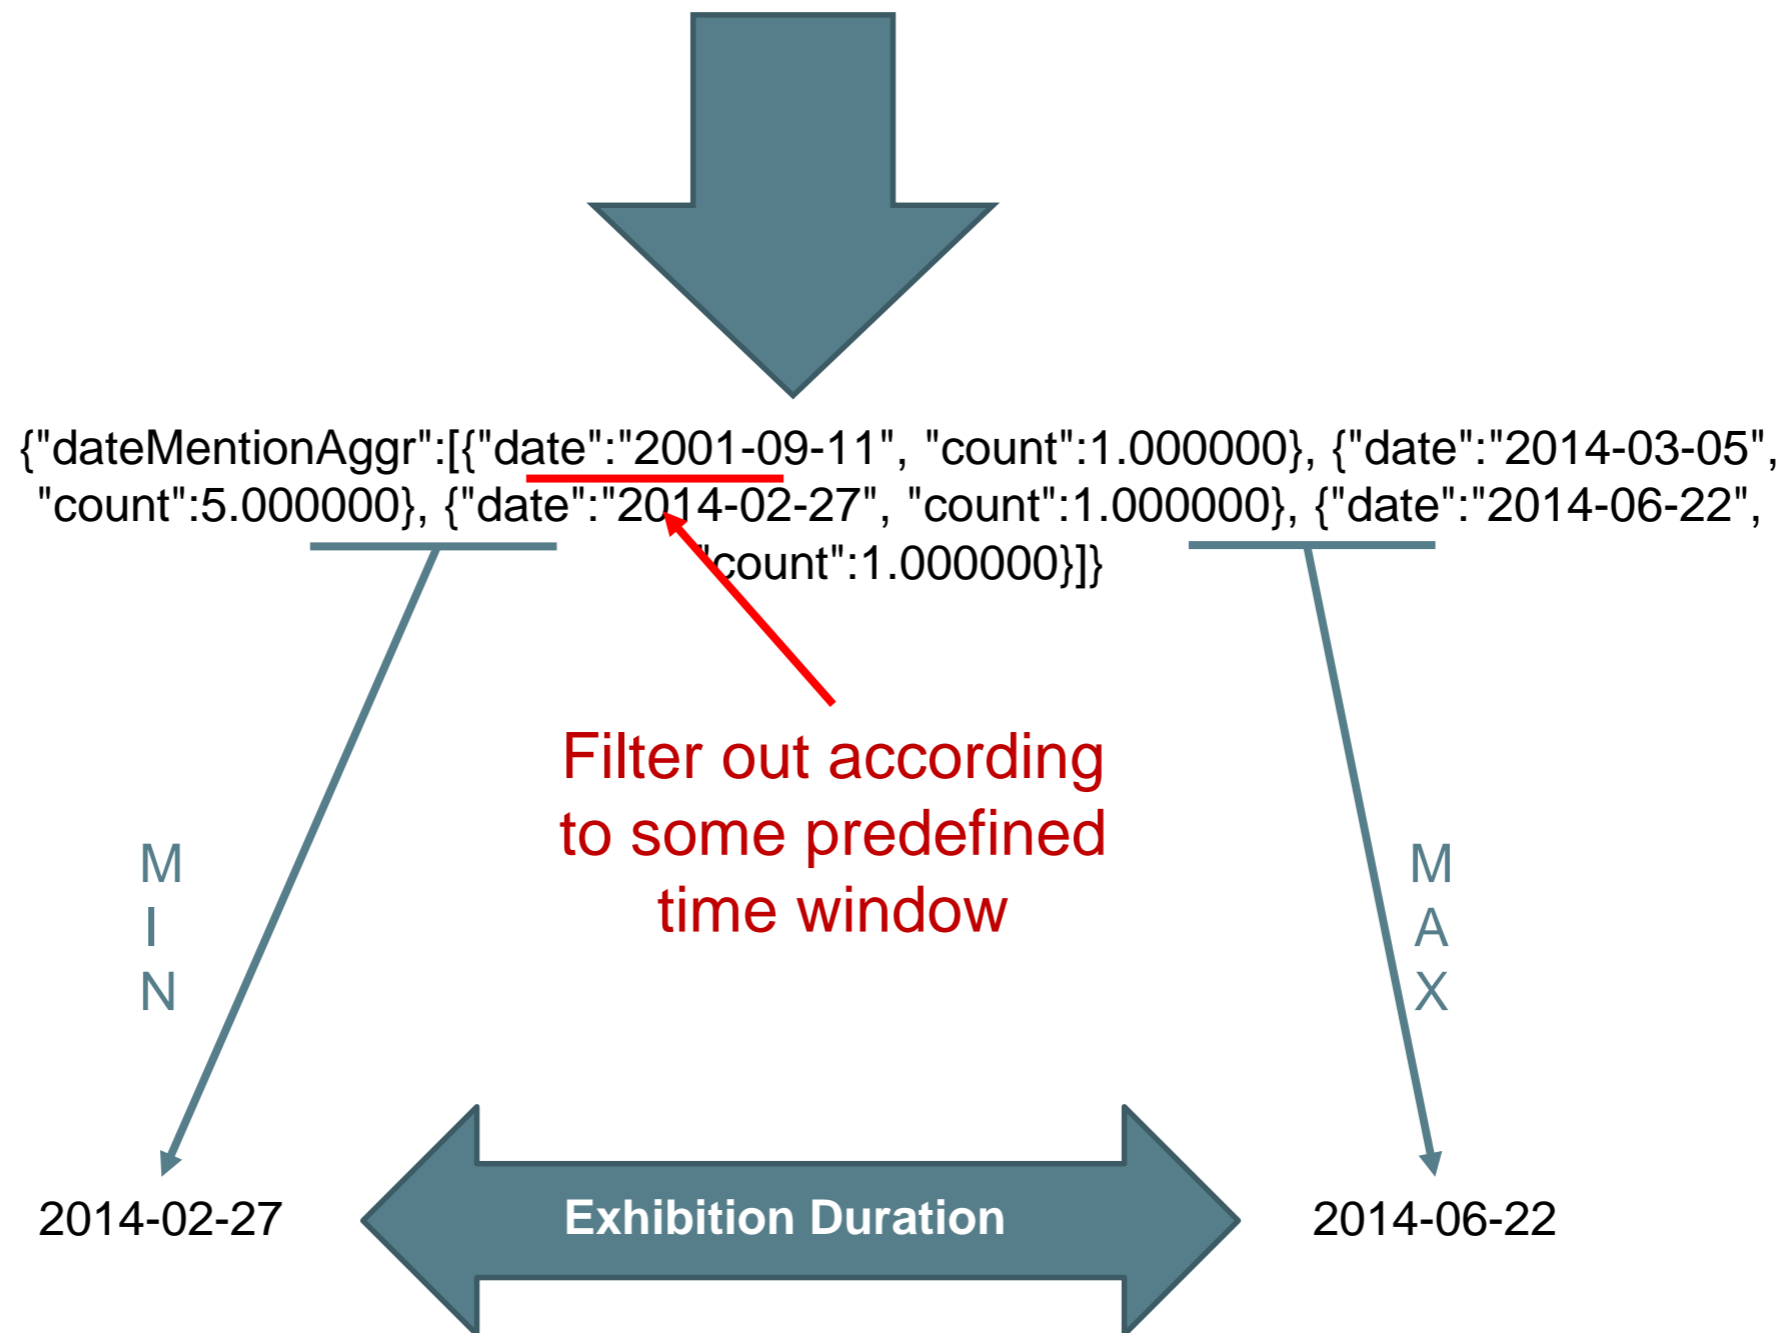 {"dateMentionAggr":[{"date":"2001-09-11", "count":1.000000}, {"date":"2014-03-05",
"count":5.000000}, {"date":"2014-02-27", "count":1.000000}, {"date":"2014-06-22",
"count":1.000000}]}
Filter out according
to some predefined
time window
M
I
N
M
A
X
2014-02-27
Exhibition Duration
2014-06-22